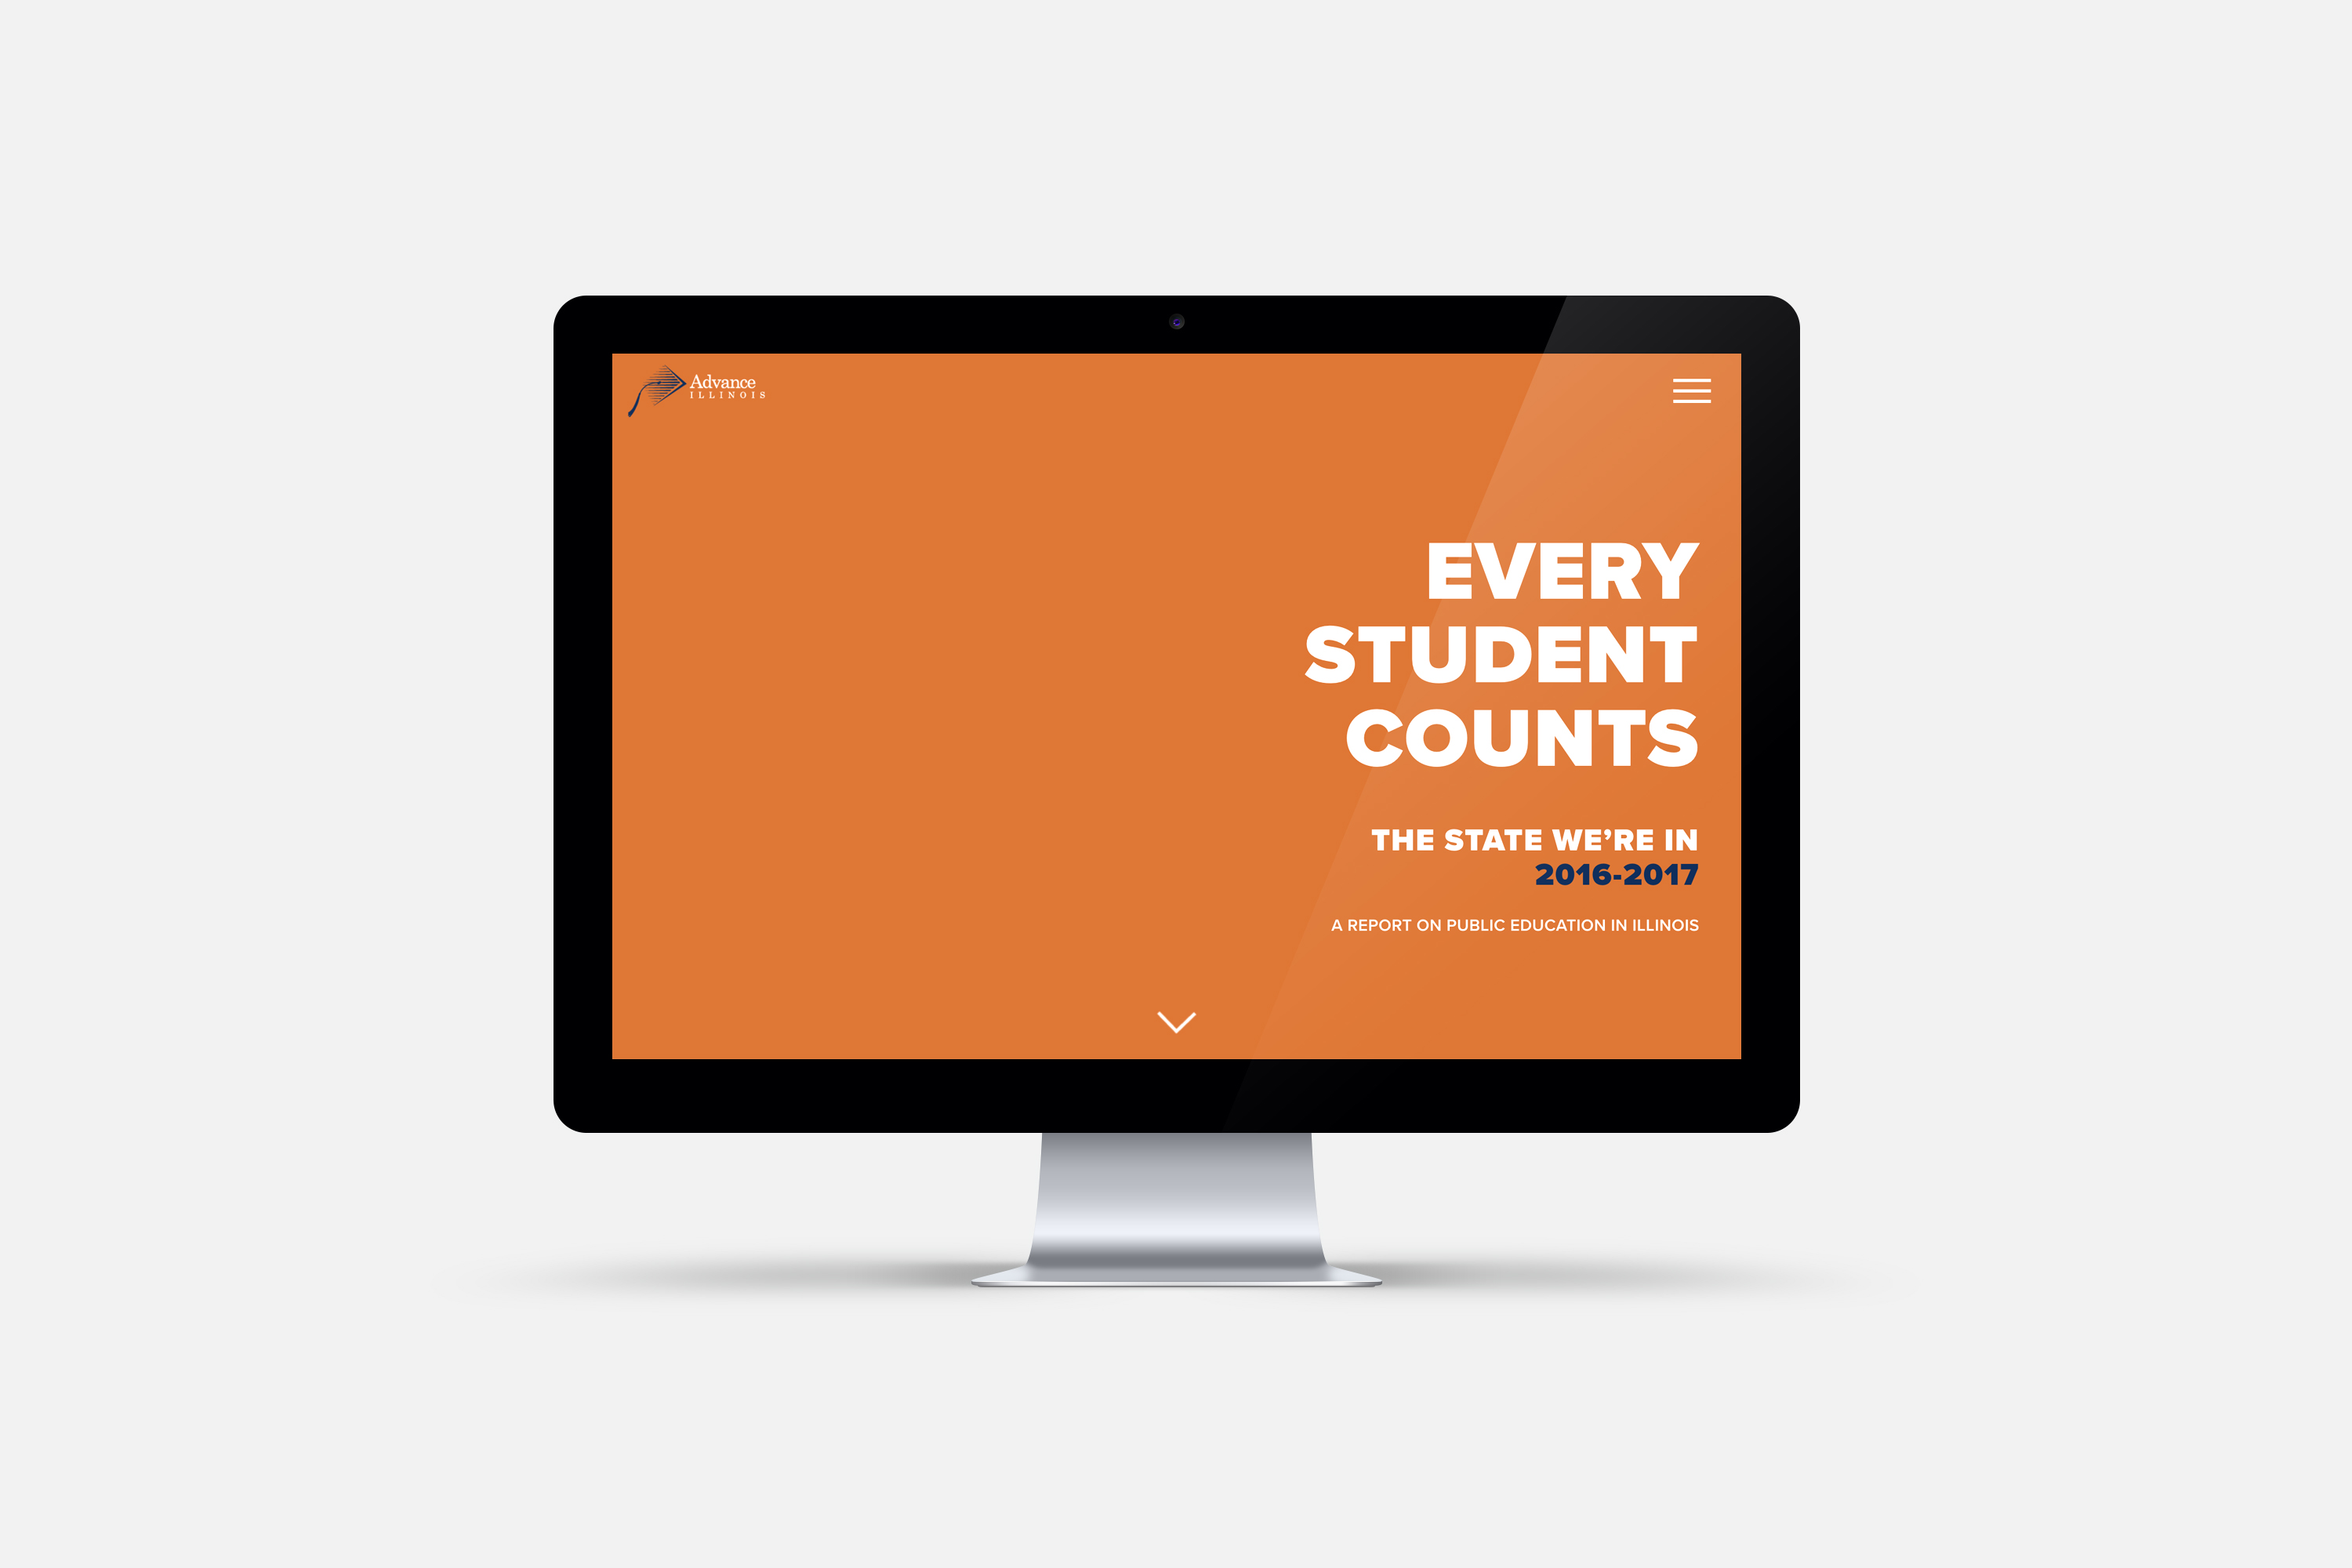 Advance
ILLINOIS
EVERY
STUDENT
COUNTS
THE STATE WE'RE IN
2016-2017
A REPORT ON PUBLIC EDUCATION IN ILLINOIS